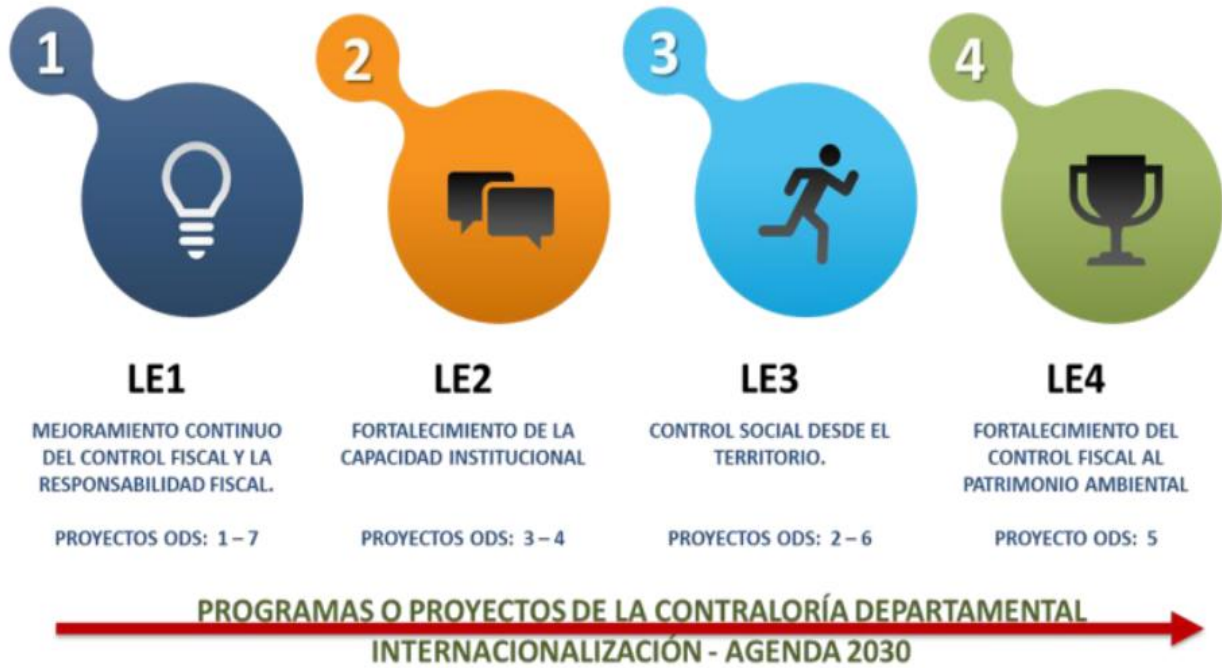 1
2
3
4
LE1
MEJORAMIENTO CONTINUO
DEL CONTROL FISCAL Y LA
RESPONSABILIDAD FISCAL.
PROYECTOS ODS: 1 – 7
LE2
FORTALECIMIENTO DE LA
CAPACIDAD INSTITUCIONAL
PROYECTOS ODS: 3 – 4
LE3
CONTROL SOCIAL DESDE EL
TERRITORIO.
PROYECTOS ODS: 2 – 6
LE4
FORTALECIMIENTO DEL
CONTROL FISCAL AL
PATRIMONIO AMBIENTAL
PROYECTO ODS: 5
PROGRAMAS O PROYECTOS DE LA CONTRALORÍA DEPARTAMENTAL
INTERNACIONALIZACIÓN - AGENDA 2030